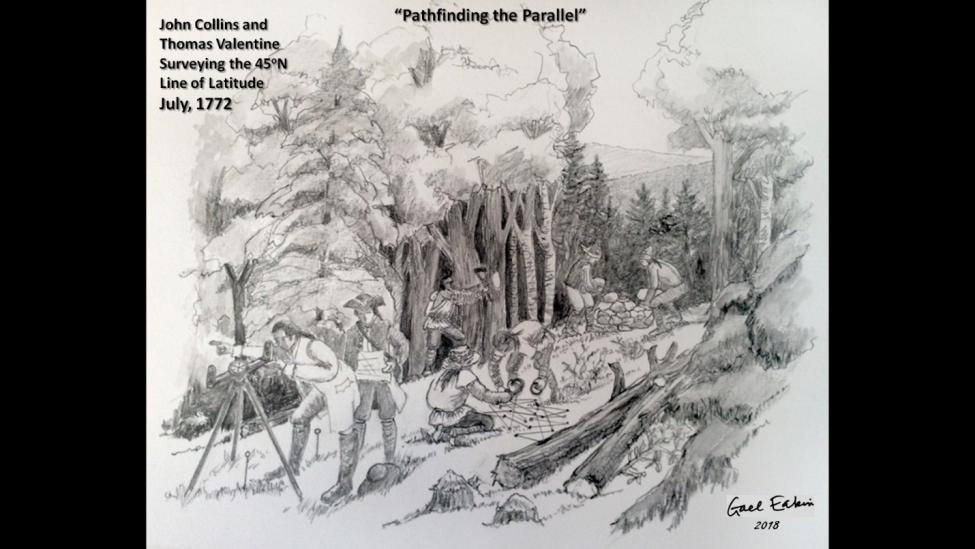 “Pathfinding the Parallel”
John Collins and
Thomas Valentine
Surveying the 45ºN
Line of Latitude
July, 1772
Gael Eakin
2018